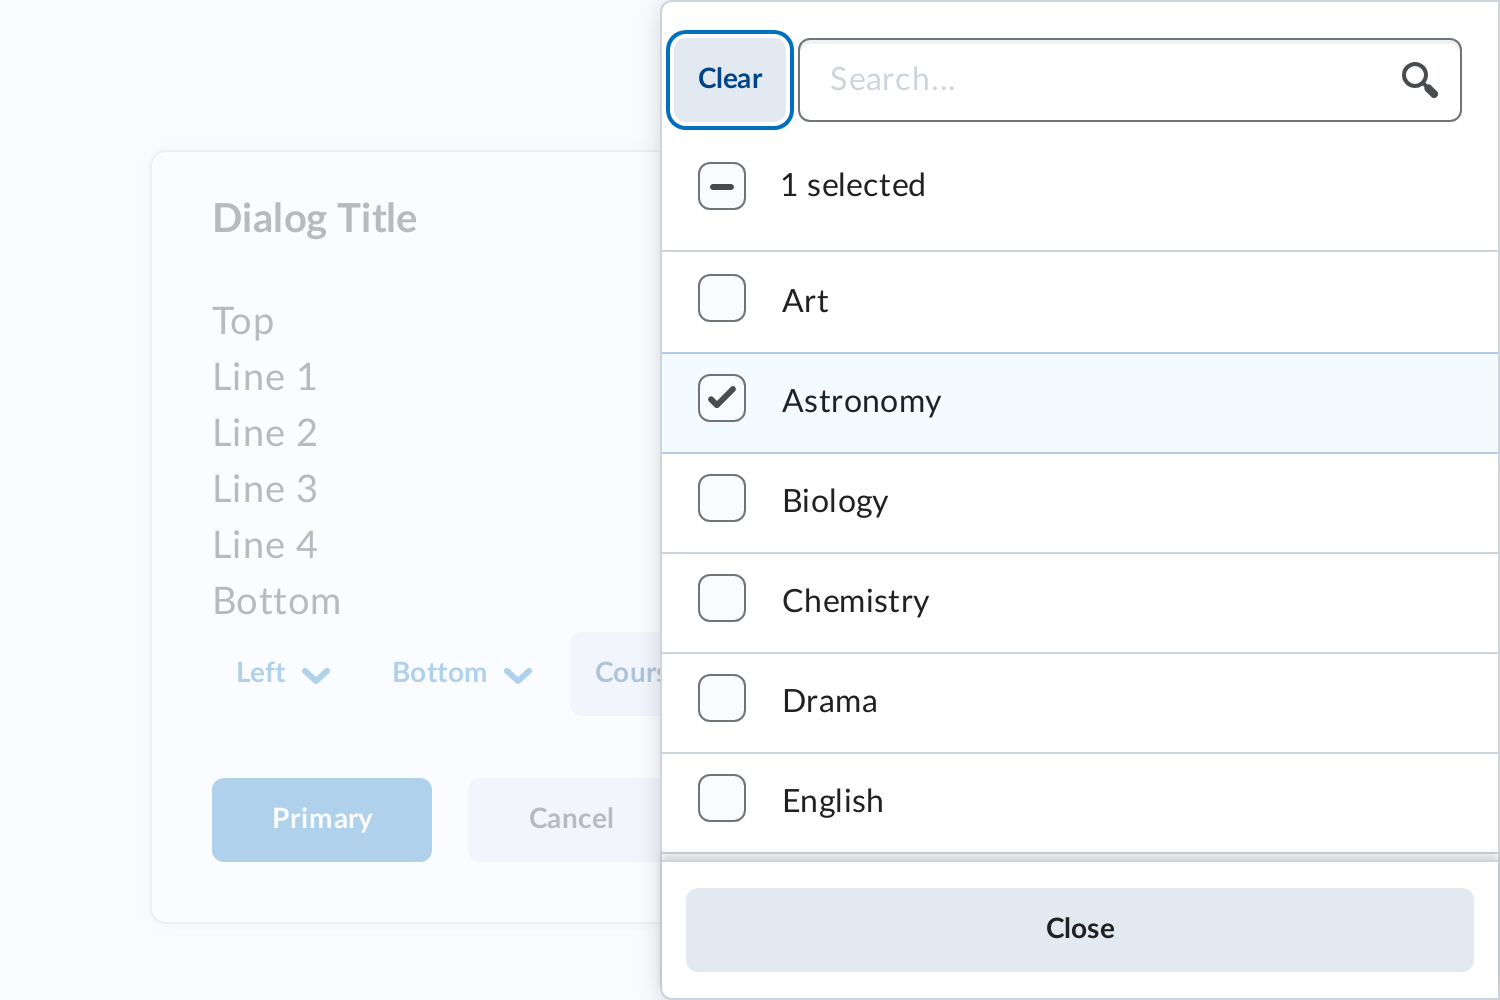 Clear
Search...
1 selected
Art
Astronomy
Biology
Chemistry
Drama
English
Close
Dialog Title
Top
Line 1
Line 2
Line 3
Line 4
Bottom
Left
Bottom
Primary
Cancel